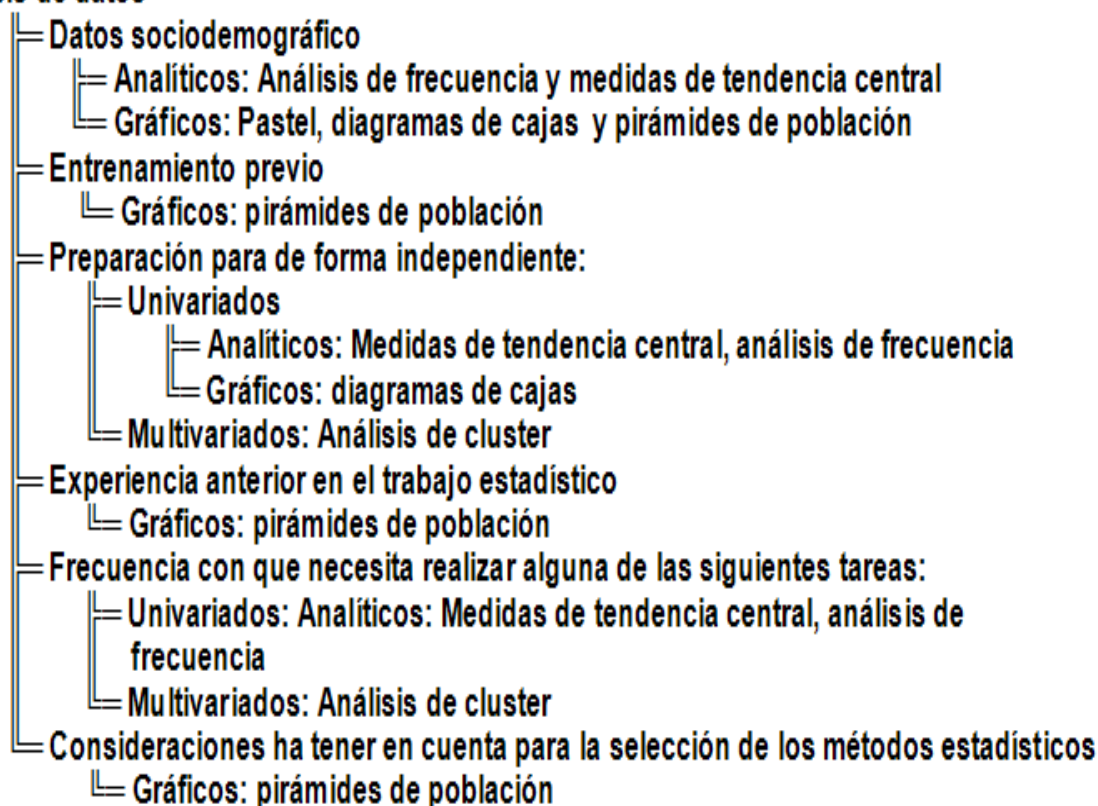 de datos
Datos sociodemográfico
Analíticos: Análisis de frecuencia y medidas de tendencia central
Gráficos: Pastel, diagramas de cajas y pirámides de población
Entrenamiento previo
Gráficos: pirámides de población
Preparación para de forma independiente:
Univariados
Analíticos: Medidas de tendencia central, análisis de frecuencia
Gráficos: diagramas de cajas
Multivariados: Análisis de cluster
Experiencia anterior en el trabajo estadístico
Gráficos: pirámides de población
Frecuencia con que necesita realizar alguna de las siguientes tareas:
Univariados: Analíticos: Medidas de tendencia central, análisis de
frecuencia
Multivariados: Análisis de cluster
Consideraciones ha tener en cuenta para la selección de los métodos estadísticos
Gráficos: pirámides de población